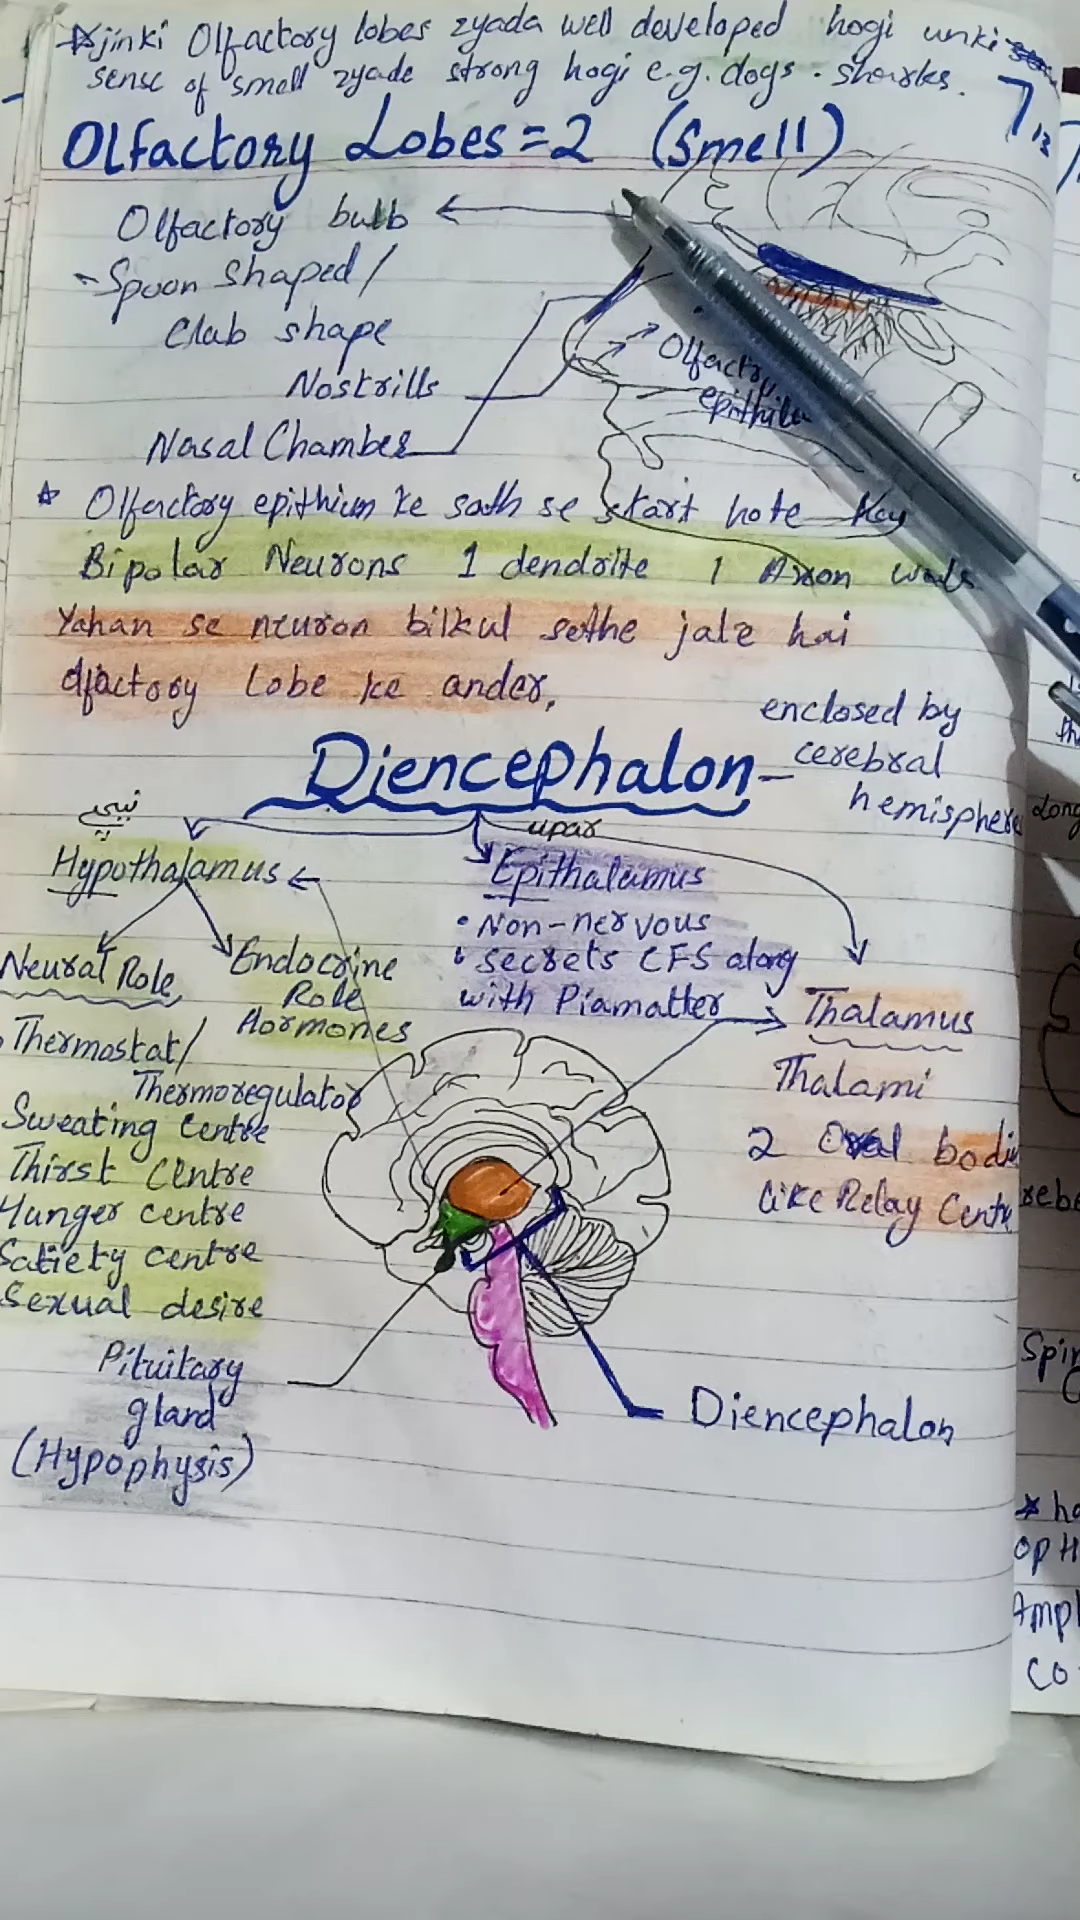 jinki Olfactory lobes zyada well developed hogi unki
sense of smell zyade strong hogi e.g. dogs. sharks.
Olfactory Lobes=2 (Smell)
Olfactory bulb
- Spoon Shaped /
Clab shape
Nostrills
Nasal Chamber
Olfactry
* Olfactory epithium ke sath se start hote
Bipolar Neurons 1 dendrite 1 Axon
Yahan se neuron bilkul sethe jate hai
olfactory Lobe ke ander,
Diencephalon –
enclosed by
cerebral
hemisphere
upar
Hypothalamus
Epithalamus
• Non-nervous
• Secrets CFS along
with Piamatter
Neural Role
Endocrine
Role
Hormones
Thalamus
Thalami
2 Oval bodi
like Relay Centr
Thermostat/
Thermoregulator
Sweating Centre
Thirst Centre
Hunger centre
Satiety centre
Sexual desire
Pituitary
gland
(Hypophysis)
Diencephalon